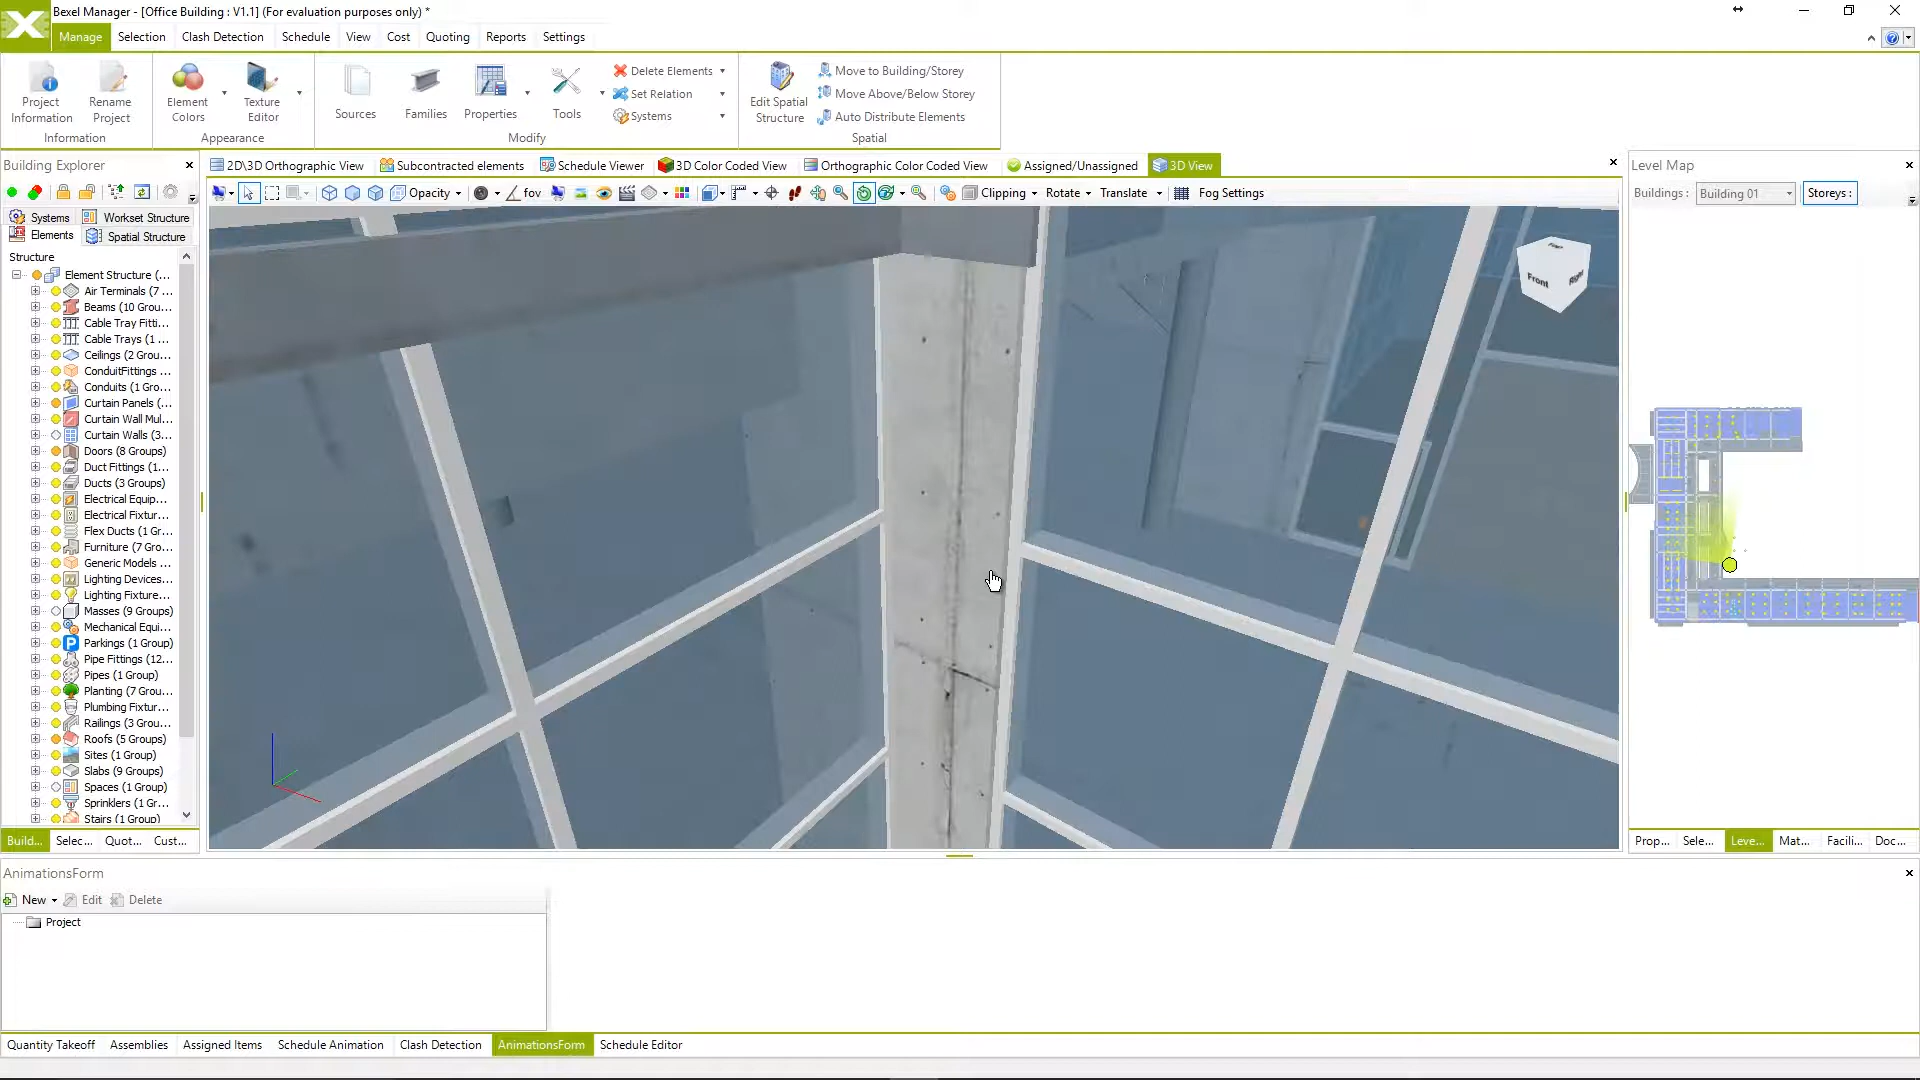 Bexel Manager - [Office Building : V1.1] (For evaluation purposes only) *
Manage Selection Clash Detection Schedule View Cost Quoting Reports Settings
Project Information
Rename Project
Element Colors
Texture Editor
Sources
Families
Properties
Tools
Delete Elements
Set Relation
Systems
Edit Spatial Structure
Move to Building/Storey
Move Above/Below Storey
Auto Distribute Elements
Information Appearance Modify Spatial
Building Explorer
2D\3D Orthographic View Subcontracted elements Schedule Viewer 3D Color Coded View Orthographic Color Coded View Assigned/Unassigned 3D View
Opacity fov Clipping Rotate Translate Fog Settings
Level Map
Buildings : Building 01 Storeys :
Systems Workset Structure
Elements Spatial Structure
Structure
Element Structure (...
Air Terminals (7 ...
Beams (10 Grou...
Cable Tray Fitti...
Cable Trays (1 ...
Ceilings (2 Grou...
ConduitFittings ...
Conduits (1 Gro...
Curtain Panels (...
Curtain Wall Mul...
Curtain Walls (3...
Doors (8 Groups)
Duct Fittings (1...
Ducts (3 Groups)
Electrical Equip...
Electrical Fixtur...
Flex Ducts (1 Gr...
Furniture (7 Gro...
Generic Models ...
Lighting Devices...
Lighting Fixture...
Masses (9 Groups)
Mechanical Equi...
Parkings (1 Group)
Pipe Fittings (12...
Pipes (1 Group)
Planting (7 Grou...
Plumbing Fixtur...
Railings (3 Grou...
Roofs (5 Groups)
Sites (1 Group)
Slabs (9 Groups)
Spaces (1 Group)
Sprinklers (1 Gr...
Stairs (1 Group)
Front Right
Build... Selec... Quot... Cust...
Prop... Sele... Leve... Mat... Facili... Doc...
AnimationsForm
New Edit Delete
Project
Quantity Takeoff Assemblies Assigned Items Schedule Animation Clash Detection AnimationsForm Schedule Editor